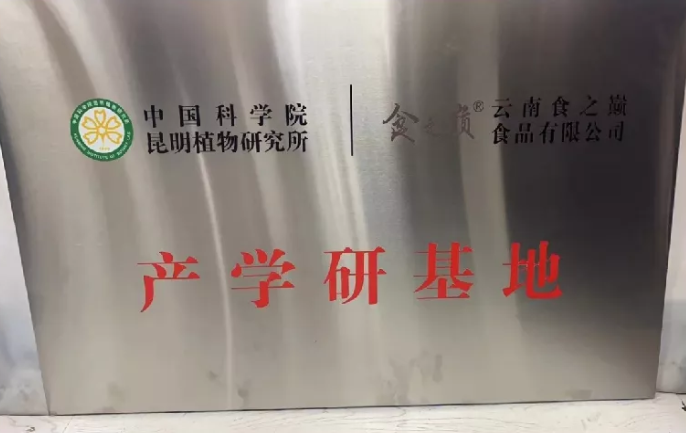 中国科学院
昆明植物研究所
食之巅®
云南食之巅
食品有限公司
产学研基地